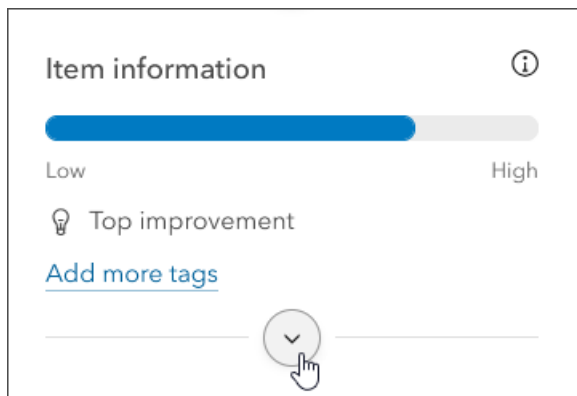 Item information
Low High
Top improvement
Add more tags